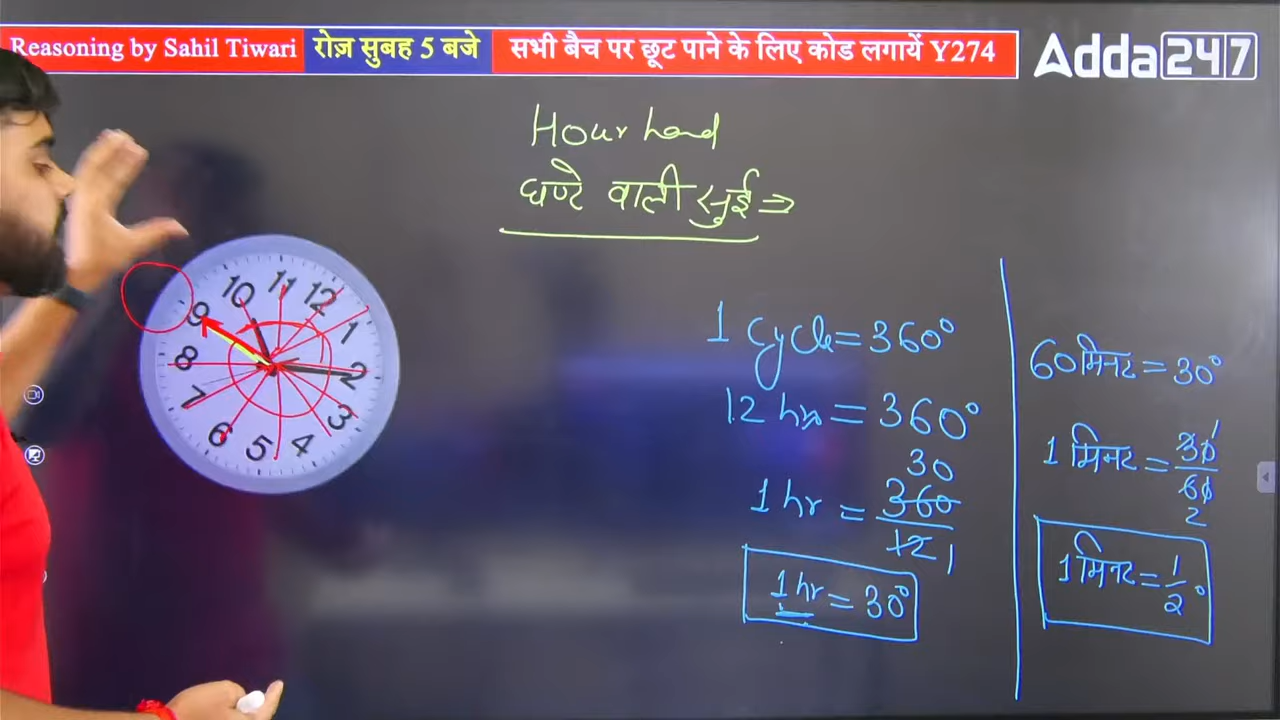 Reasoning by Sahil Tiwari
रोज़ सुबह 5 बजे
सभी बैच पर छूट पाने के लिए कोड लगायें Y274
Adda247
Hour hand
घण्टे वाली सुई ⇒
11
12
1
2
3
4
5
6
7
8
9
10
1 Cycle = 360°
12 hrs = 360°
30
1 hr = 360/12 1
1 hr = 30°
60 मिनट = 30°
1
1 मिनट = 30/60
2
1 मिनट = 1/2°